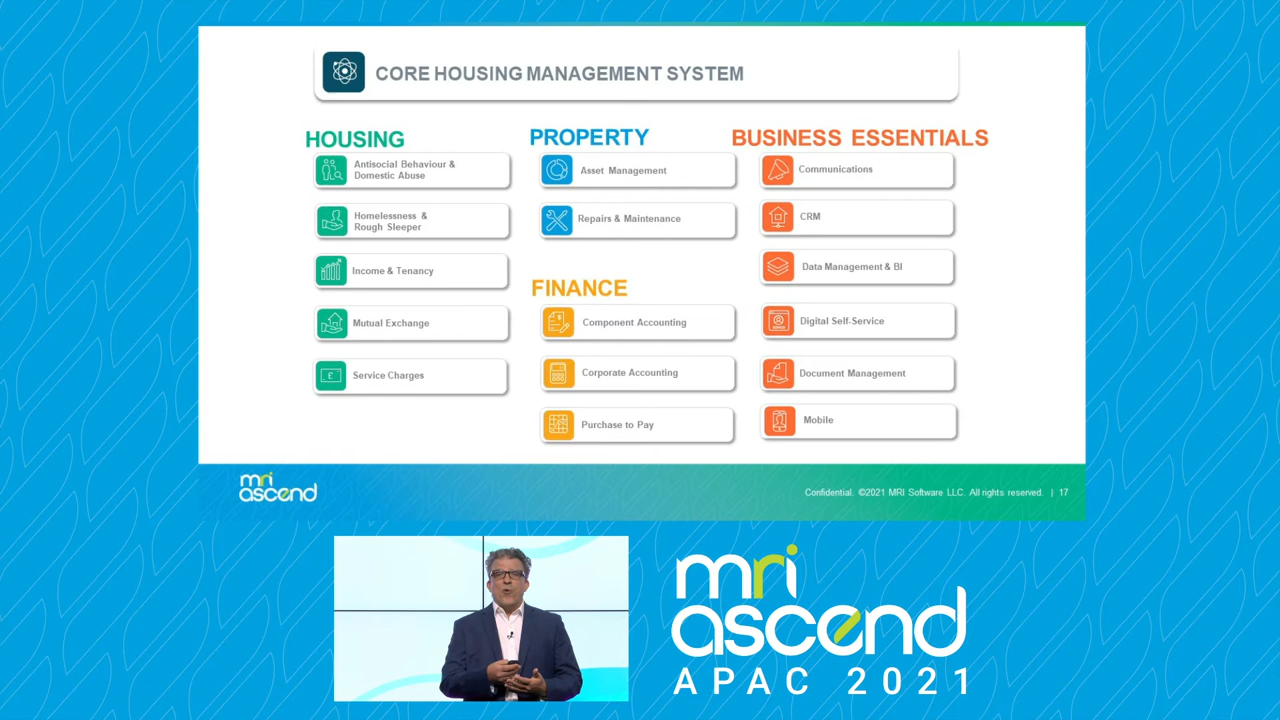 CORE HOUSING MANAGEMENT SYSTEM
HOUSING
Antisocial Behaviour &
Domestic Abuse
Homelessness &
Rough Sleeper
Income & Tenancy
Mutual Exchange
£
Service Charges
PROPERTY
Asset Management
Repairs & Maintenance
FINANCE
$
Component Accounting
Corporate Accounting
Purchase to Pay
BUSINESS ESSENTIALS
Communications
CRM
Data Management & BI
Digital Self-Service
Document Management
Mobile
mri
ascend
Confidential. ©2021 MRI Software LLC. All rights reserved. | 17
mri
ascend
APAC 2021